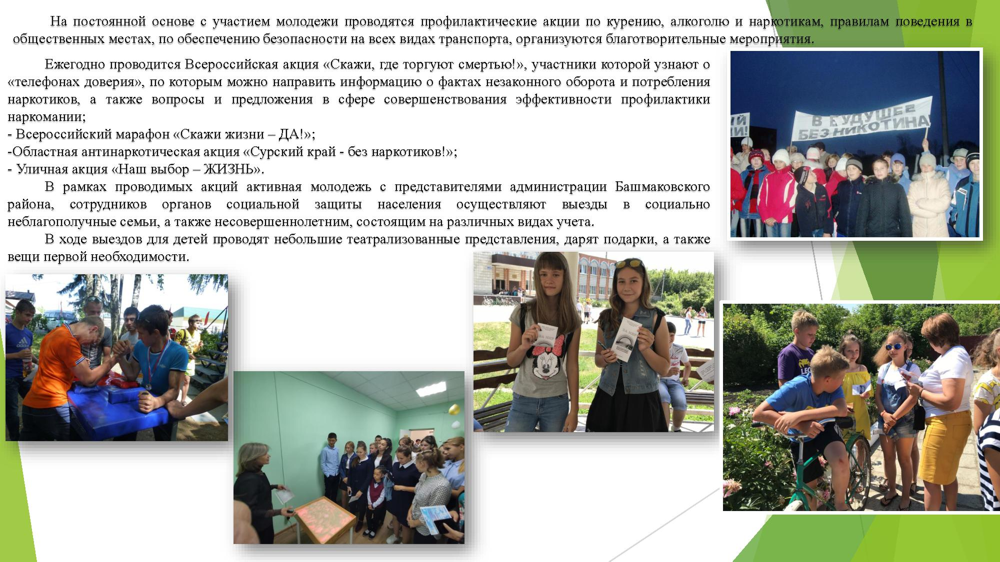 На постоянной основе с участием молодежи проводятся профилактические акции по курению, алкоголю и наркотикам, правилам поведения в
общественных местах, по обеспечению безопасности на всех видах транспорта, организуются благотворительные мероприятия.
Ежегодно проводится Всероссийская акция «Скажи, где торгуют смертью!», участники которой узнают о
«телефонах доверия», по которым можно направить информацию о фактах незаконного оборота и потребления
наркотиков, а также вопросы и предложения в сфере совершенствования эффективности профилактики
наркомании;
- Всероссийский марафон «Скажи жизни – ДА!»;
-Областная антинаркотическая акция «Сурский край - без наркотиков!»;
- Уличная акция «Наш выбор – ЖИЗНЬ».
В рамках проводимых акций активная молодежь с представителями администрации Башмаковского
района, сотрудников органов социальной защиты населения осуществляют выезды в социально
неблагополучные семьи, а также несовершеннолетним, состоящим на различных видах учета.
В ходе выездов для детей проводят небольшие театрализованные представления, дарят подарки, а также
вещи первой необходимости.
В БУДУЩЕЕ
БЕЗ НИКОТИНА!
adidas